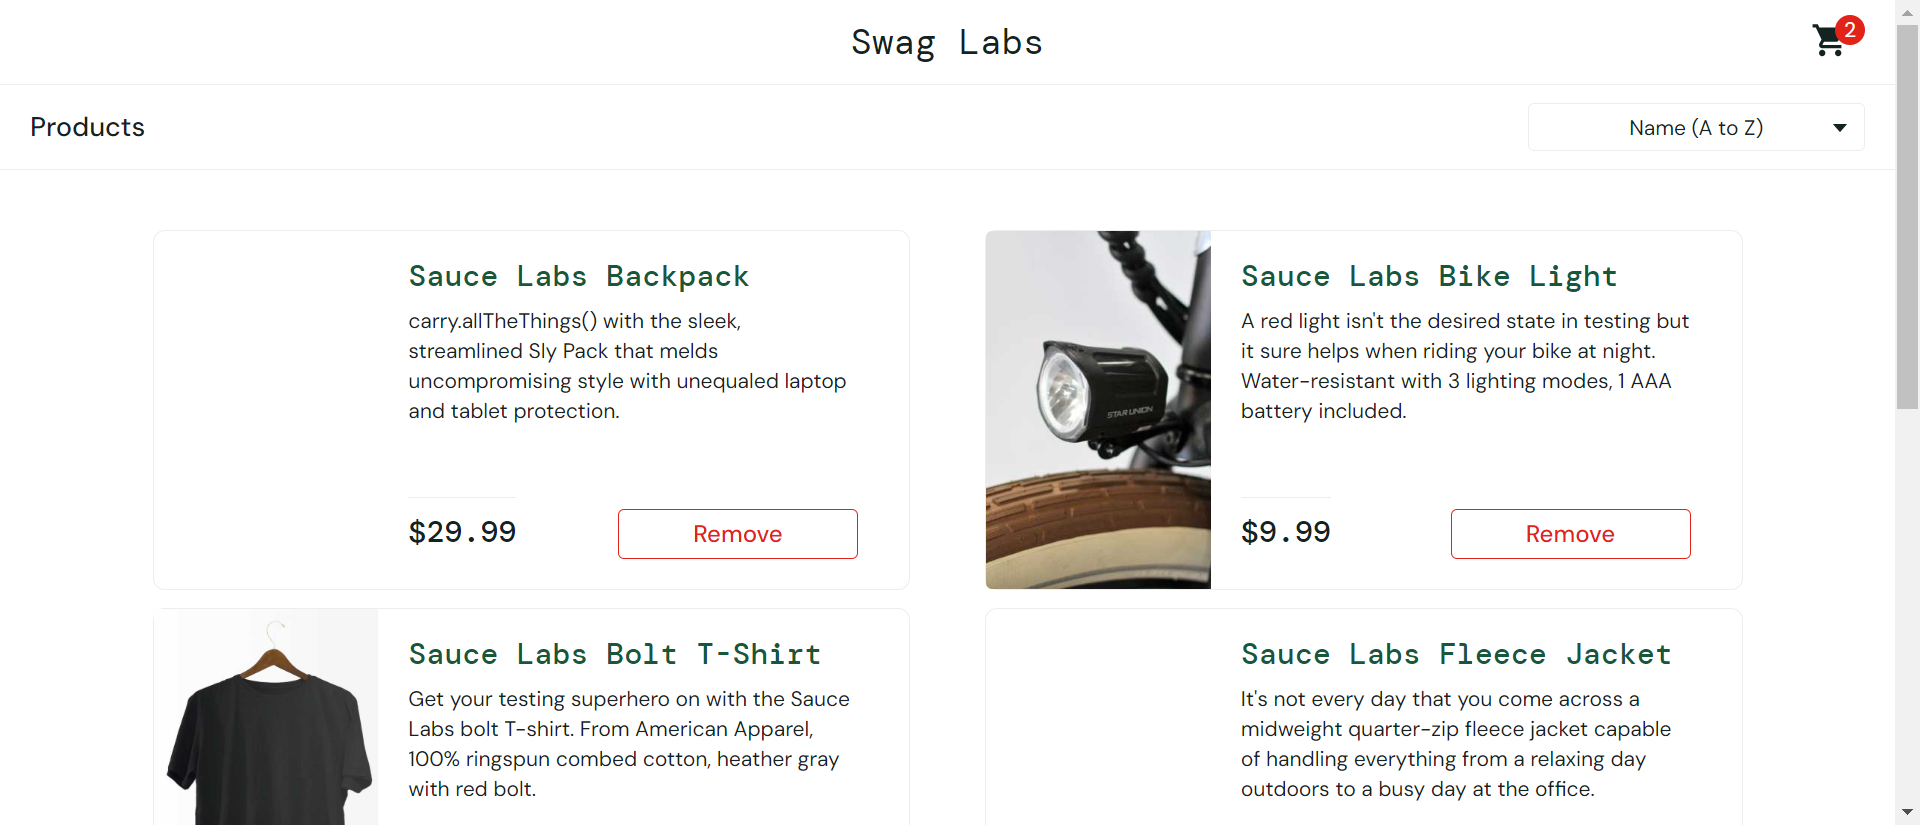 Swag Labs
2
Products
Name (A to Z)
Sauce Labs Backpack
carry.allTheThings() with the sleek,
streamlined Sly Pack that melds
uncompromising style with unequaled laptop
and tablet protection.
$29.99
Remove
Sauce Labs Bike Light
A red light isn't the desired state in testing but
it sure helps when riding your bike at night.
Water-resistant with 3 lighting modes, 1 AAA
battery included.
STAR UNION
$9.99
Remove
Sauce Labs Bolt T-Shirt
Get your testing superhero on with the Sauce
Labs bolt T-shirt. From American Apparel,
100% ringspun combed cotton, heather gray
with red bolt.
Sauce Labs Fleece Jacket
It's not every day that you come across a
midweight quarter-zip fleece jacket capable
of handling everything from a relaxing day
outdoors to a busy day at the office.